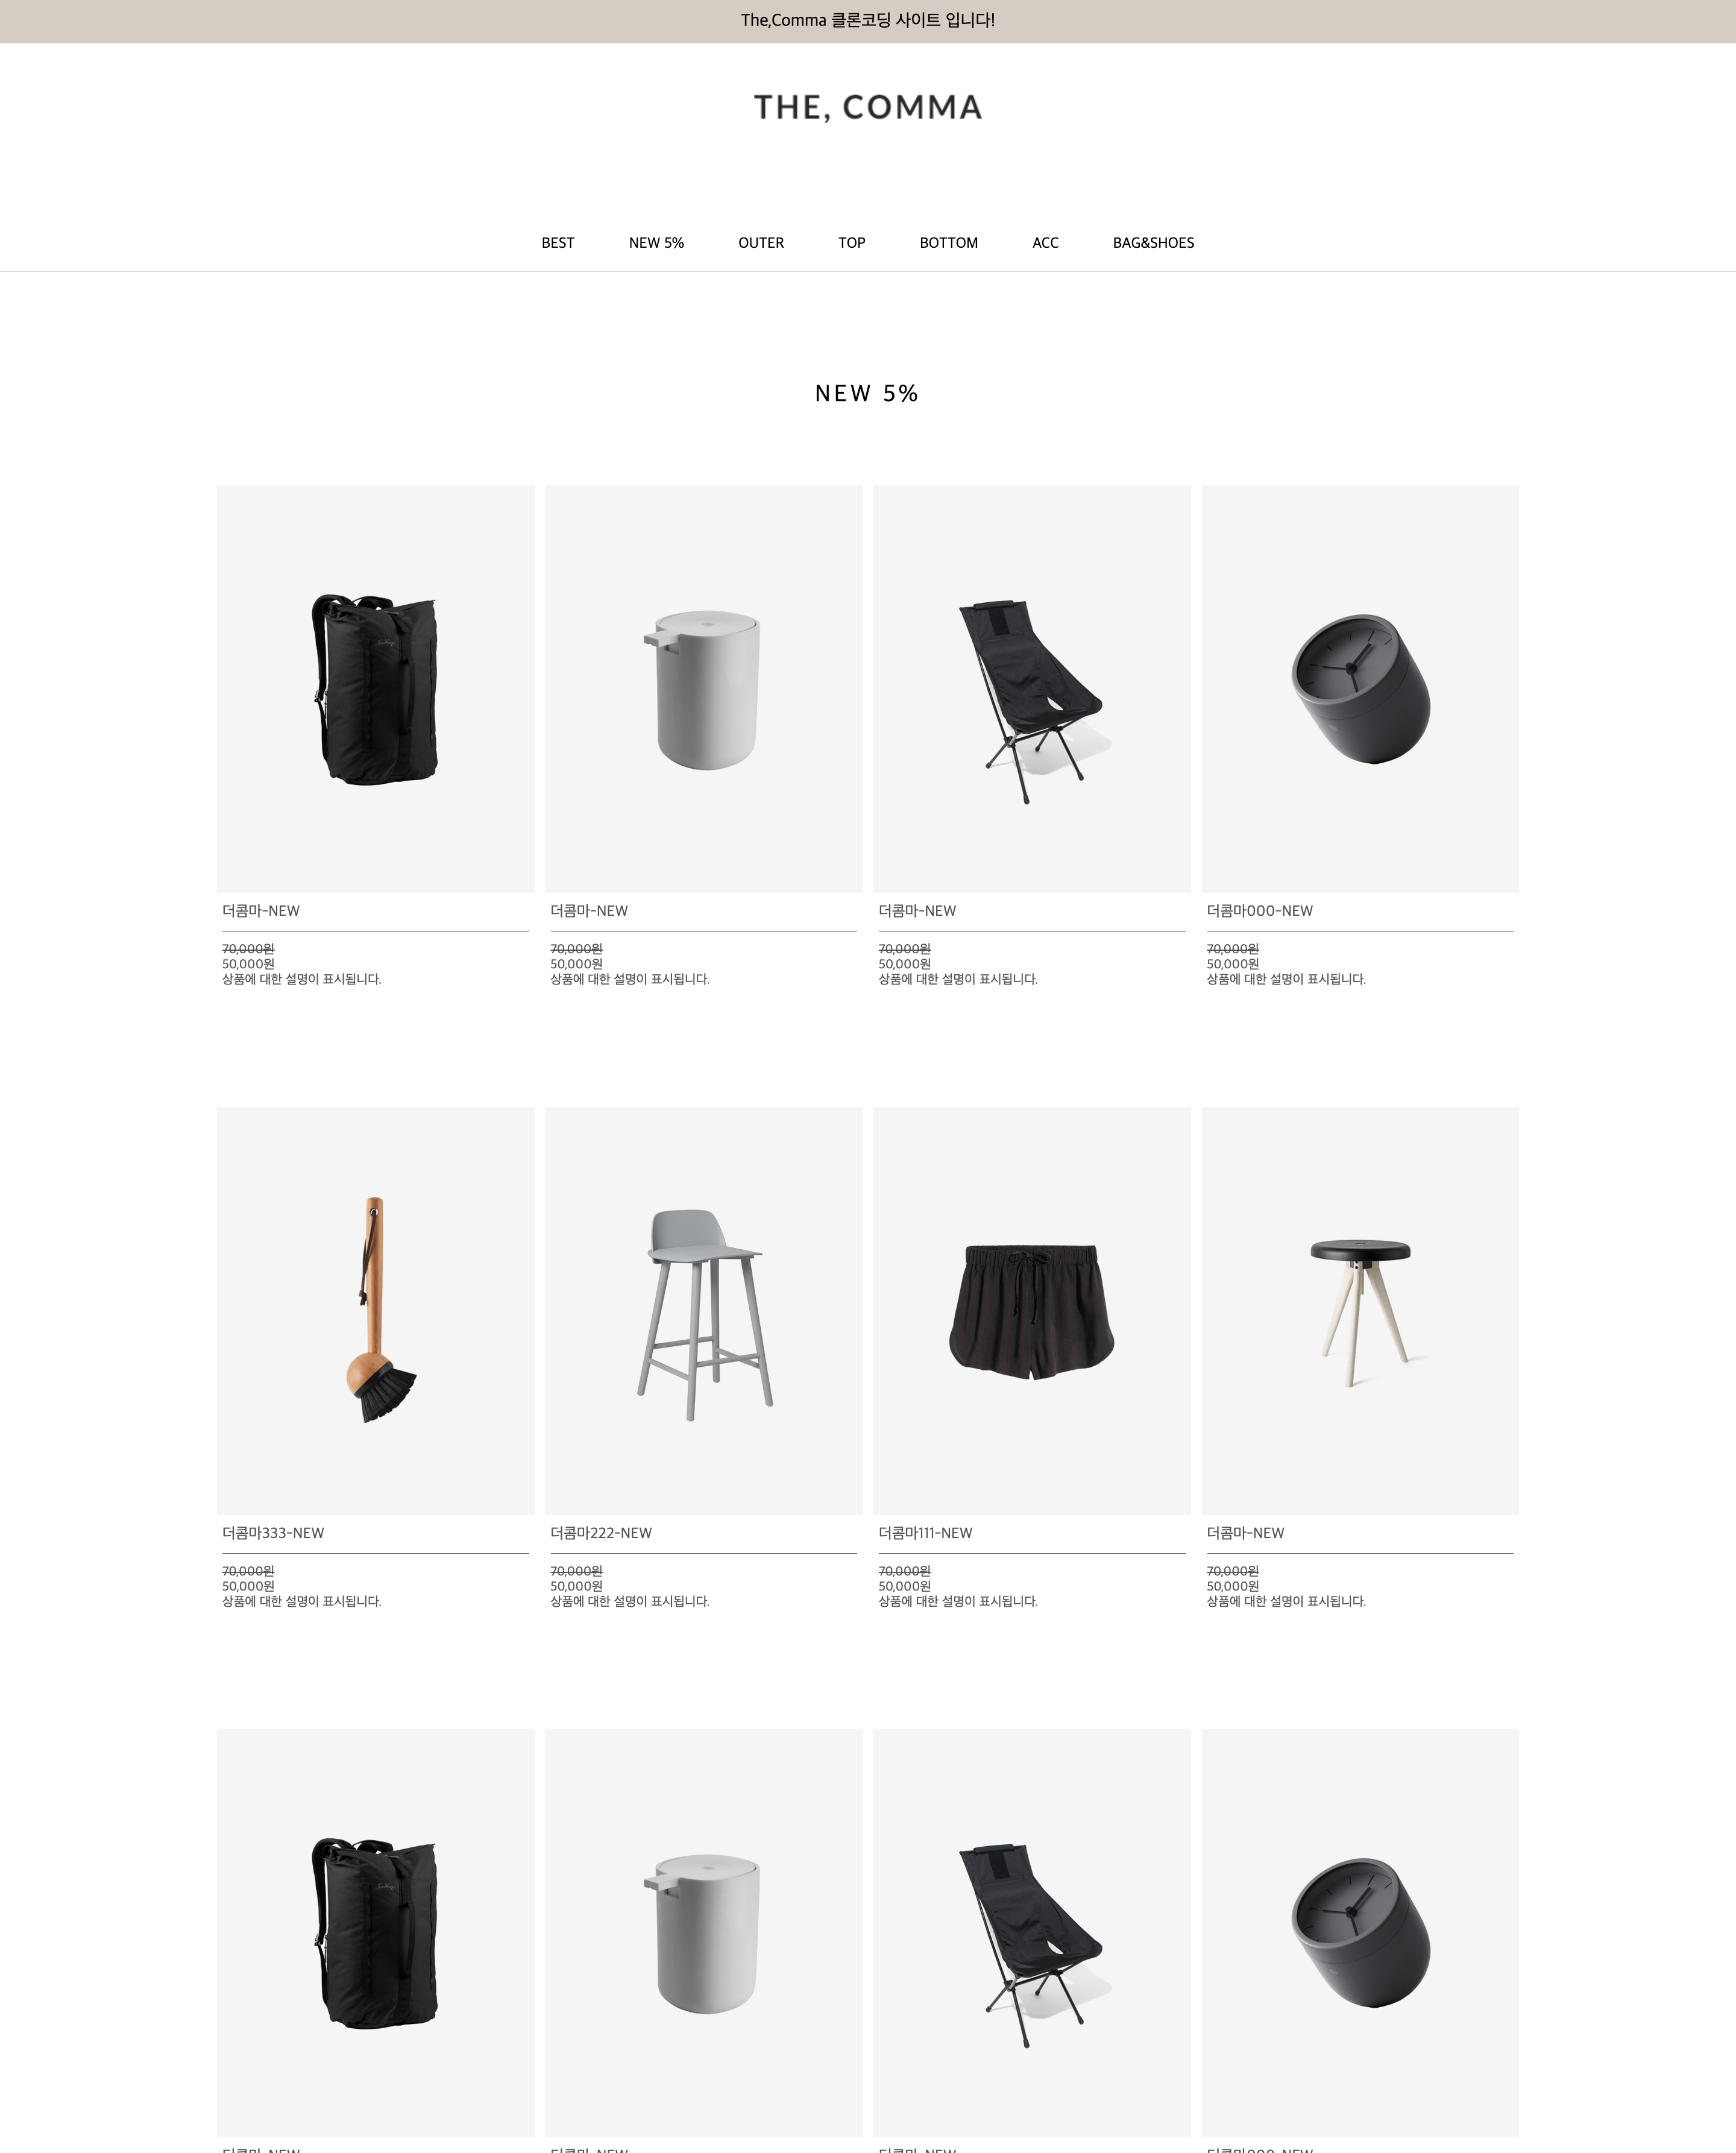 The,Comma 클론코딩 사이트 입니다!
THE, COMMA
BEST NEW 5% OUTER TOP BOTTOM ACC BAG&SHOES
NEW 5%
더콤마-NEW
70,000원
50,000원
상품에 대한 설명이 표시됩니다.
더콤마-NEW
70,000원
50,000원
상품에 대한 설명이 표시됩니다.
더콤마-NEW
70,000원
50,000원
상품에 대한 설명이 표시됩니다.
더콤마000-NEW
70,000원
50,000원
상품에 대한 설명이 표시됩니다.
더콤마333-NEW
70,000원
50,000원
상품에 대한 설명이 표시됩니다.
더콤마222-NEW
70,000원
50,000원
상품에 대한 설명이 표시됩니다.
더콤마111-NEW
70,000원
50,000원
상품에 대한 설명이 표시됩니다.
더콤마-NEW
70,000원
50,000원
상품에 대한 설명이 표시됩니다.